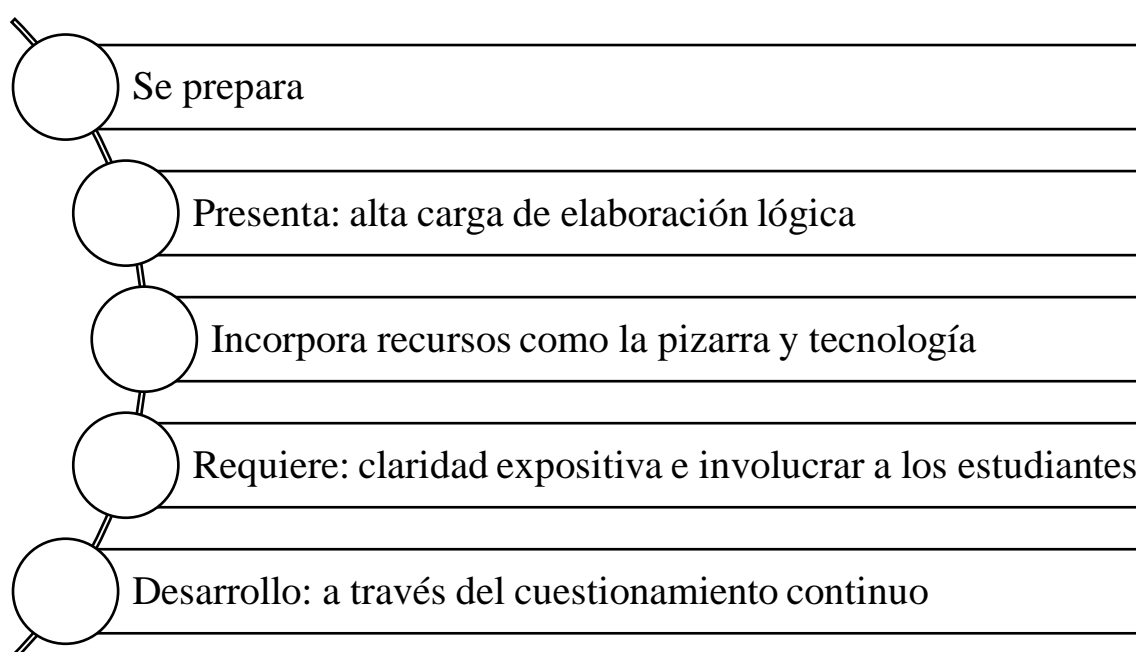 Se prepara
Presenta: alta carga de elaboración lógica
Incorpora recursos como la pizarra y tecnología
Requiere: claridad expositiva e involucrar a los estudiantes
Desarrollo: a través del cuestionamiento continuo